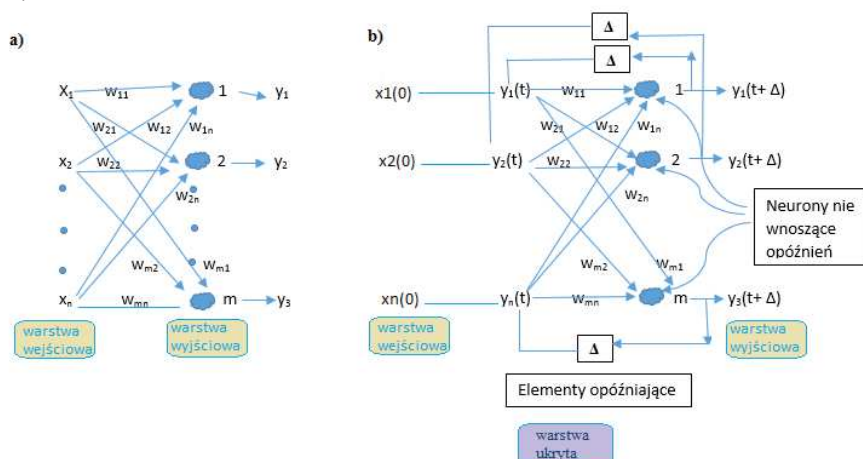 a)
x₁ w₁₁ 1 y₁
w₂₁ w₁₂ w₁ₙ
x₂ w₂₂ 2 y₂
w₂ₙ
wₘ₂ wₘ₁
xₙ wₘₙ m y₃
warstwa
wejściowa
warstwa
wyjściowa
b)
Δ
Δ
x1(0) y₁(t) w₁₁ 1 y₁(t+ Δ)
w₂₁ w₁₂ w₁ₙ
x2(0) y₂(t) w₂₂ 2 y₂(t+ Δ)
w₂ₙ
Neurony nie
wnoszące
opóźnień
wₘ₂ wₘ₁
xn(0) yₙ(t) wₘₙ m y₃(t+ Δ)
warstwa
wejściowa
Δ
warstwa
wyjściowa
Elementy opóźniające
warstwa
ukryta